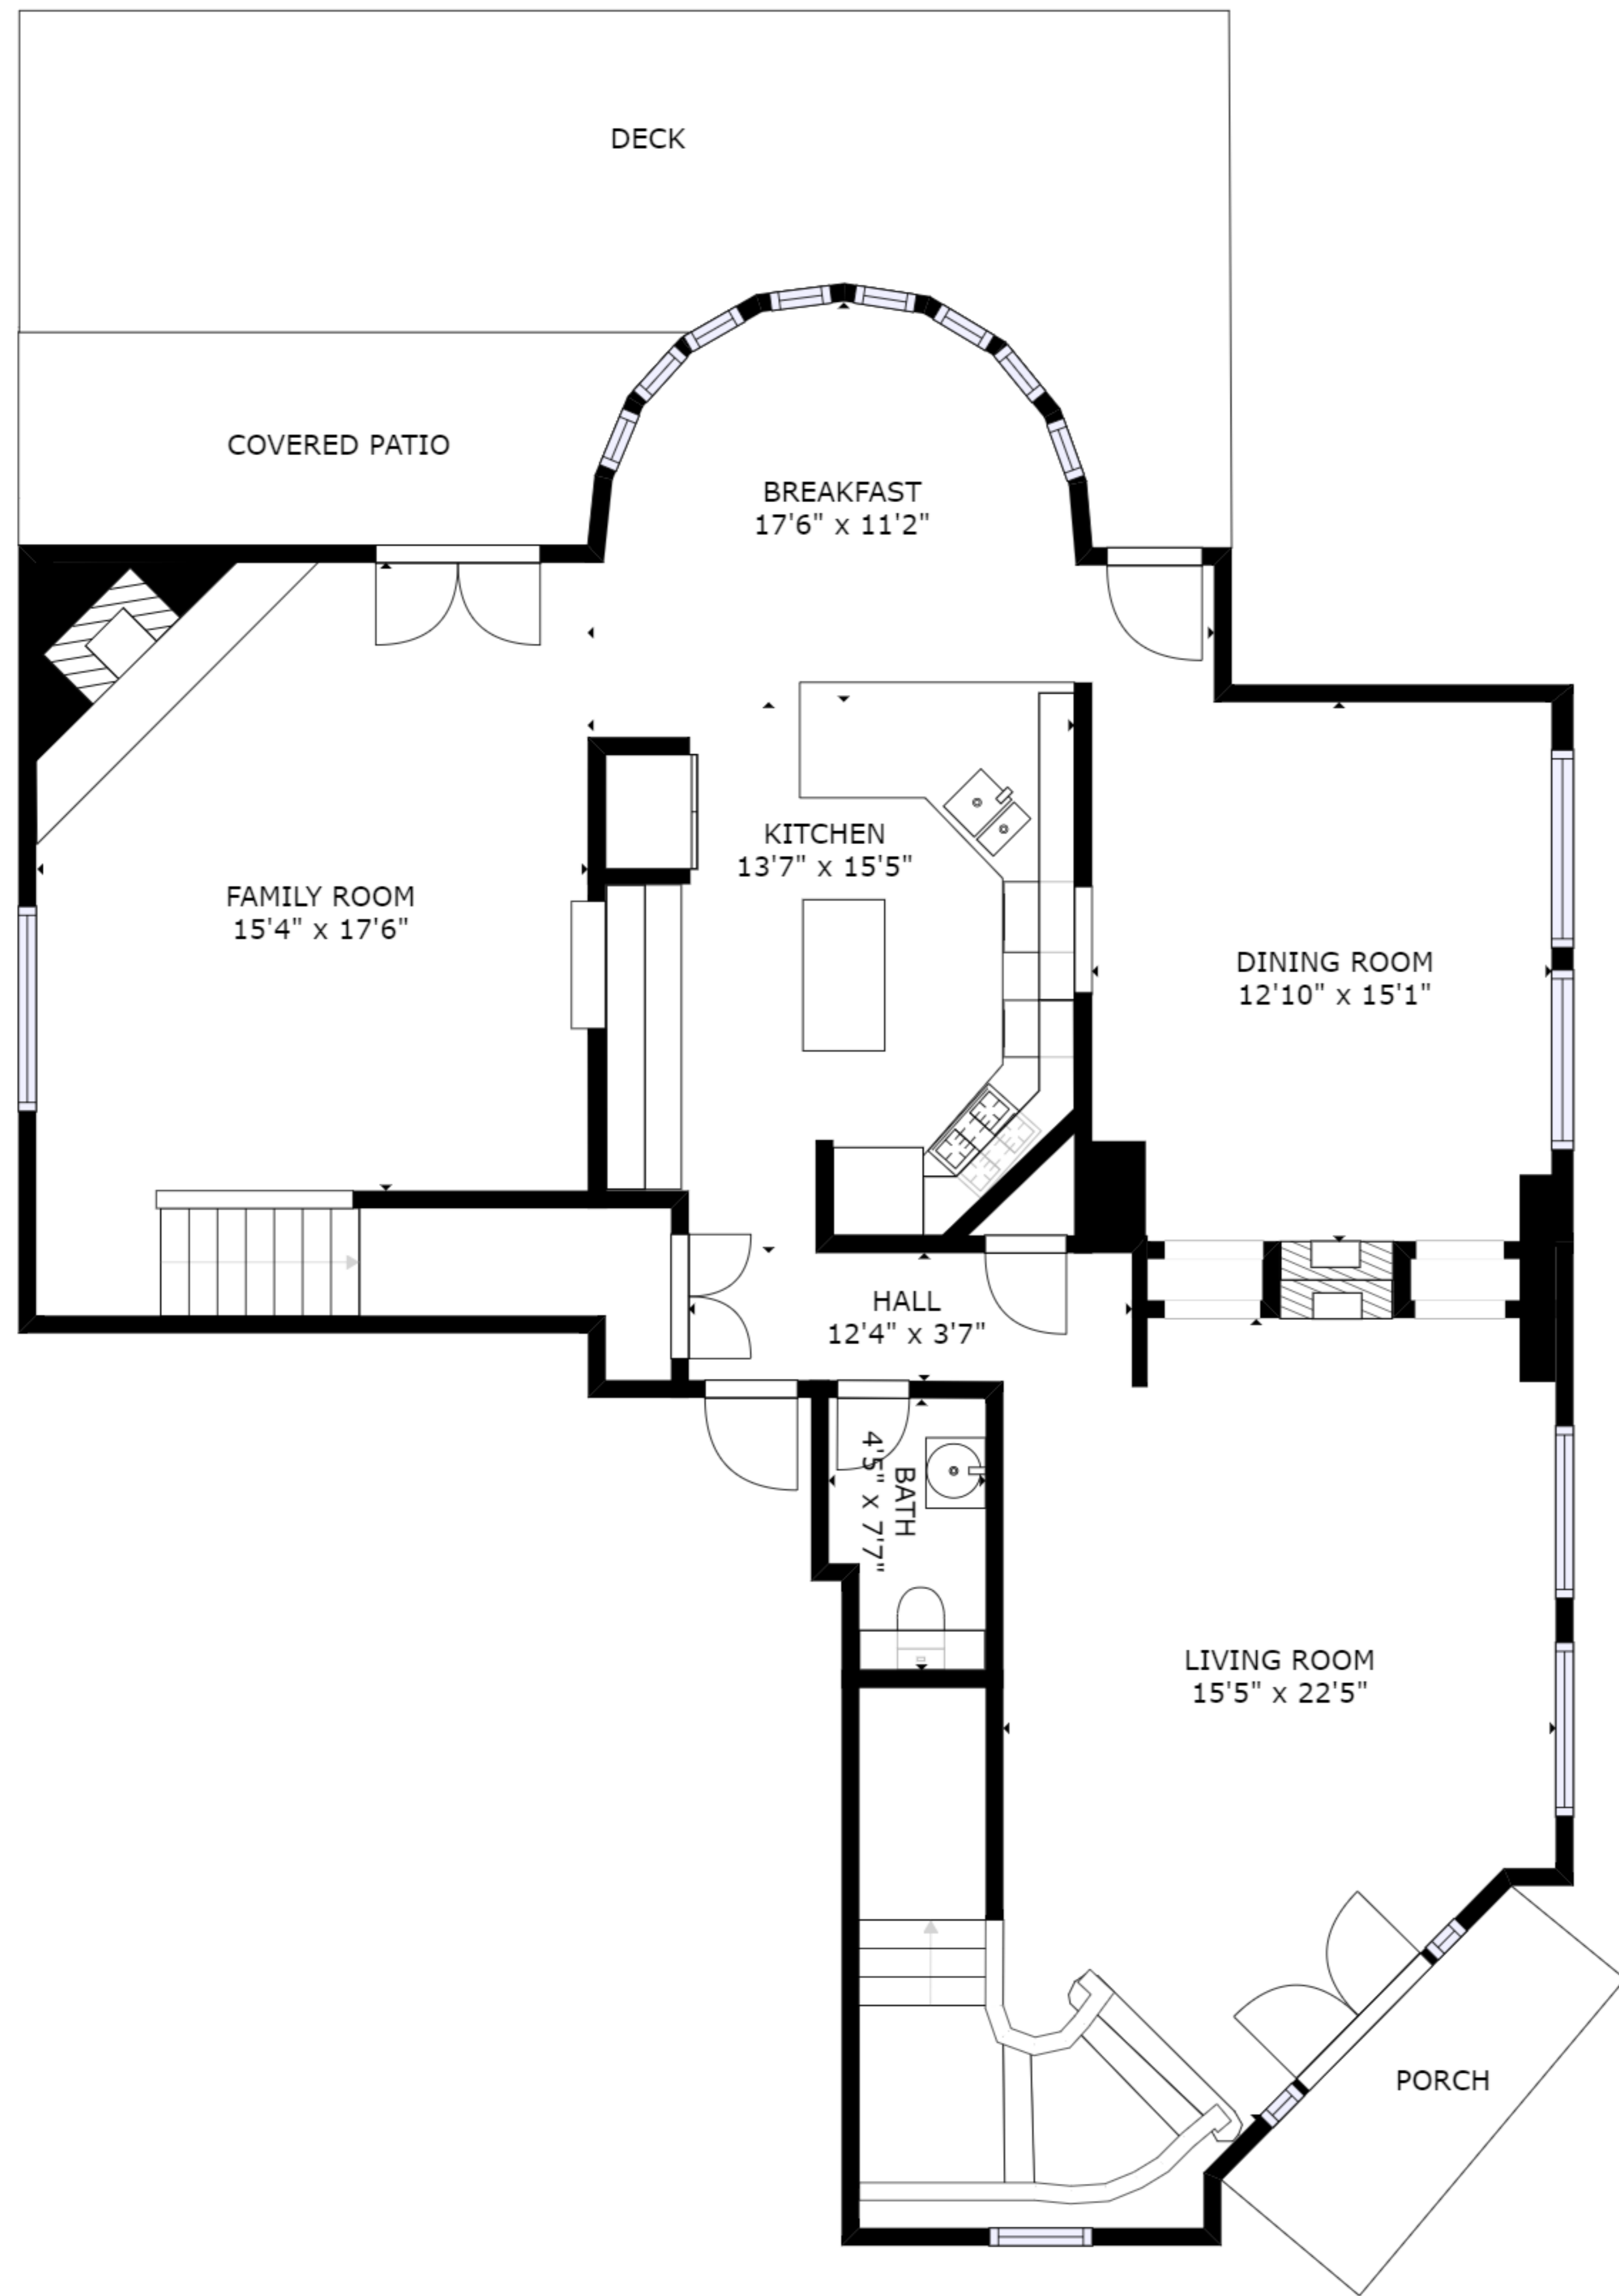 DECK
COVERED PATIO
BREAKFAST
17'6" x 11'2"
KITCHEN
13'7" x 15'5"
FAMILY ROOM
15'4" x 17'6"
DINING ROOM
12'10" x 15'1"
HALL
12'4" x 3'7"
BATH
4'5" x 7'7"
LIVING ROOM
15'5" x 22'5"
PORCH